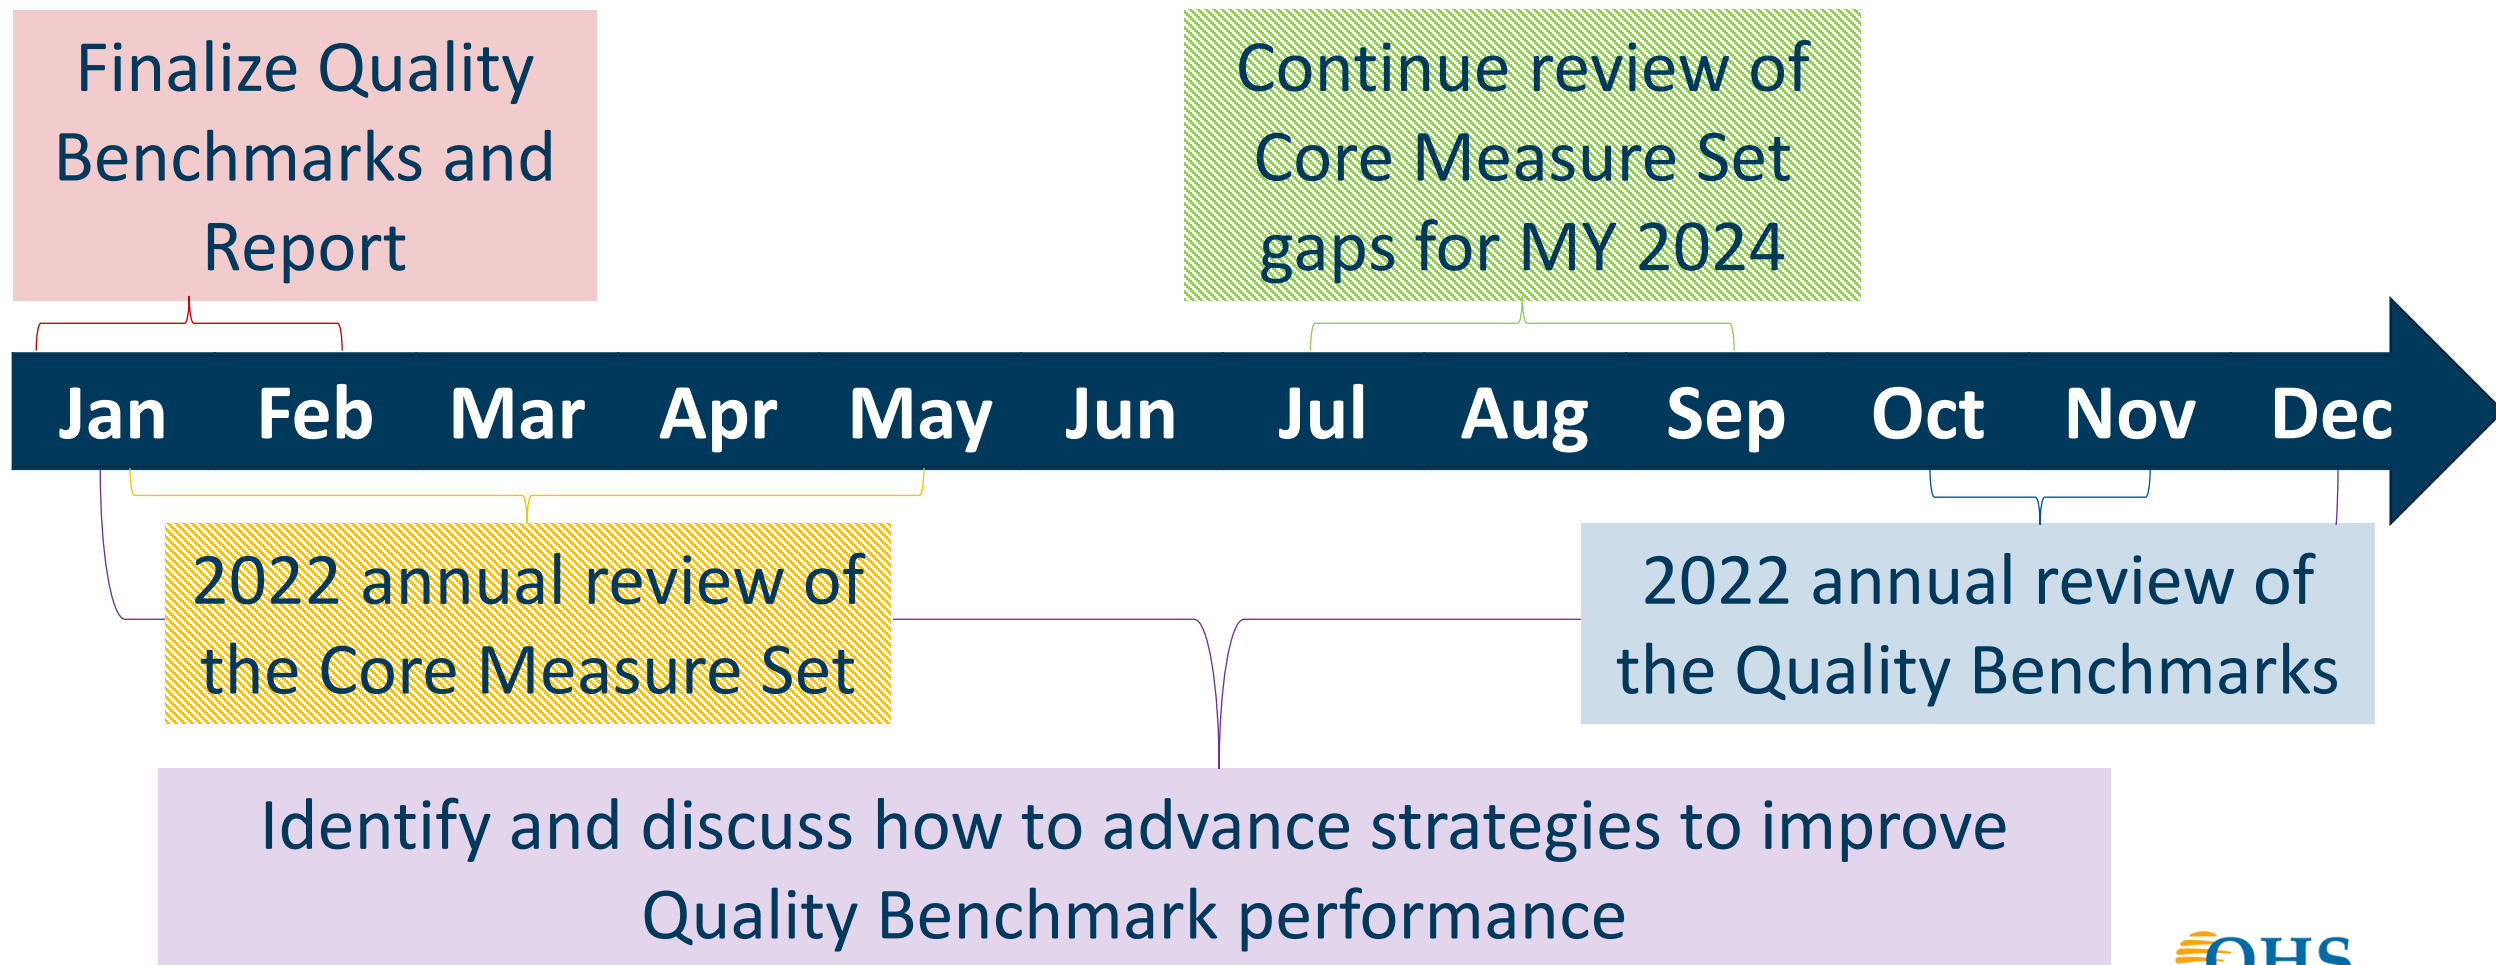 Finalize Quality
Benchmarks and
Report
Continue review of
Core Measure Set
gaps for MY 2024
Jan Feb Mar Apr May Jun Jul Aug Sep Oct Nov Dec
2022 annual review of
the Core Measure Set
2022 annual review of
the Quality Benchmarks
Identify and discuss how to advance strategies to improve
Quality Benchmark performance
OHS